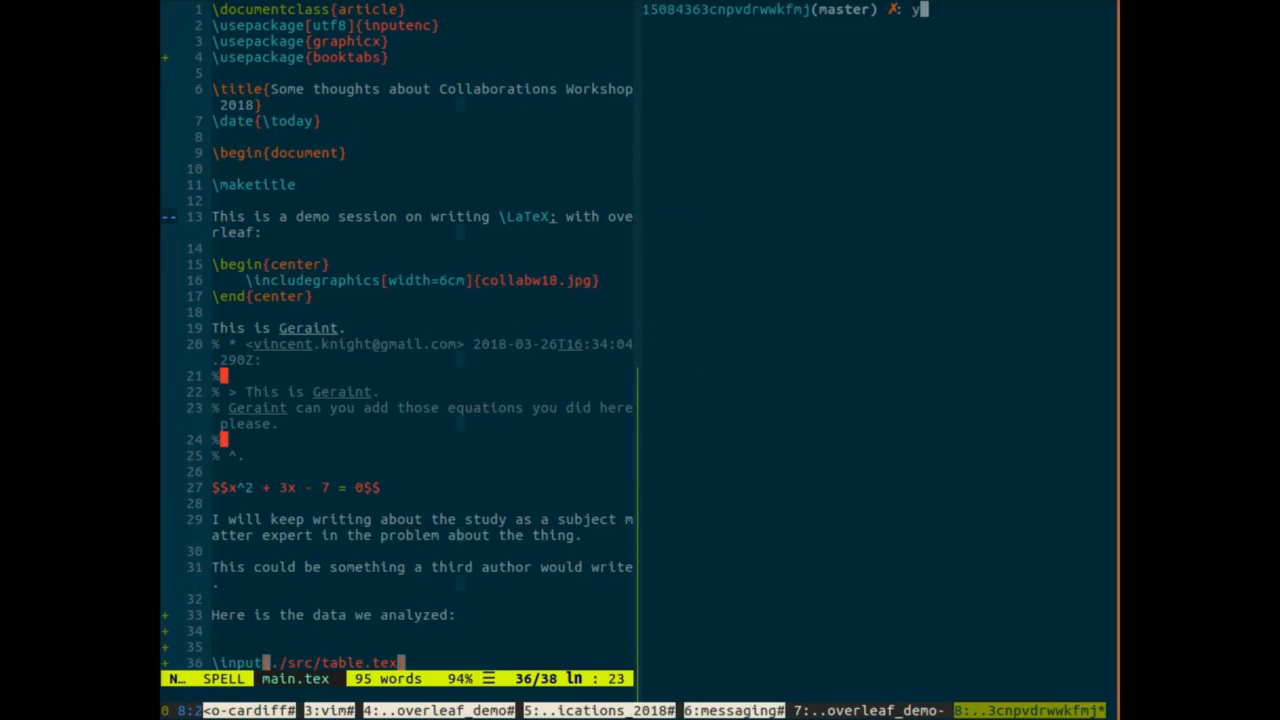 1 \documentclass{article}
2 \usepackage[utf8]{inputenc}
3 \usepackage{graphicx}
+ 4 \usepackage{booktabs}
5
6 \title{Some thoughts about Collaborations Workshop
2018}
7 \date{\today}
8
9 \begin{document}
10
11 \maketitle
12
-- 13 This is a demo session on writing \LaTeX: with ove
rleaf:
14
15 \begin{center}
16 \includegraphics[width=6cm]{collabw18.jpg}
17 \end{center}
18
19 This is Geraint.
20 % * <vincent.knight@gmail.com> 2018-03-26T16:34:04
.290Z:
21 %
22 % > This is Geraint.
23 % Geraint can you add those equations you did here
please.
24 %
25 % ^.
26
27 $$x^2 + 3x - 7 = 0$$
28
29 I will keep writing about the study as a subject m
atter expert in the problem about the thing.
30
31 This could be something a third author would write
.
32
+ 33 Here is the data we analyzed:
+ 34
+ 35
+ 36 \input{./src/table.tex}
N… SPELL main.tex 95 words 94% ☰ 36/38 ln : 23
15084363cnpvdrwwkfmj(master) ✗: y
0 8:2<o-cardiff# 3:vim# 4:..overleaf_demo# 5:..ications_2018# 6:messaging# 7:..overleaf_demo- 8:..3cnpvdrwwkfmj*